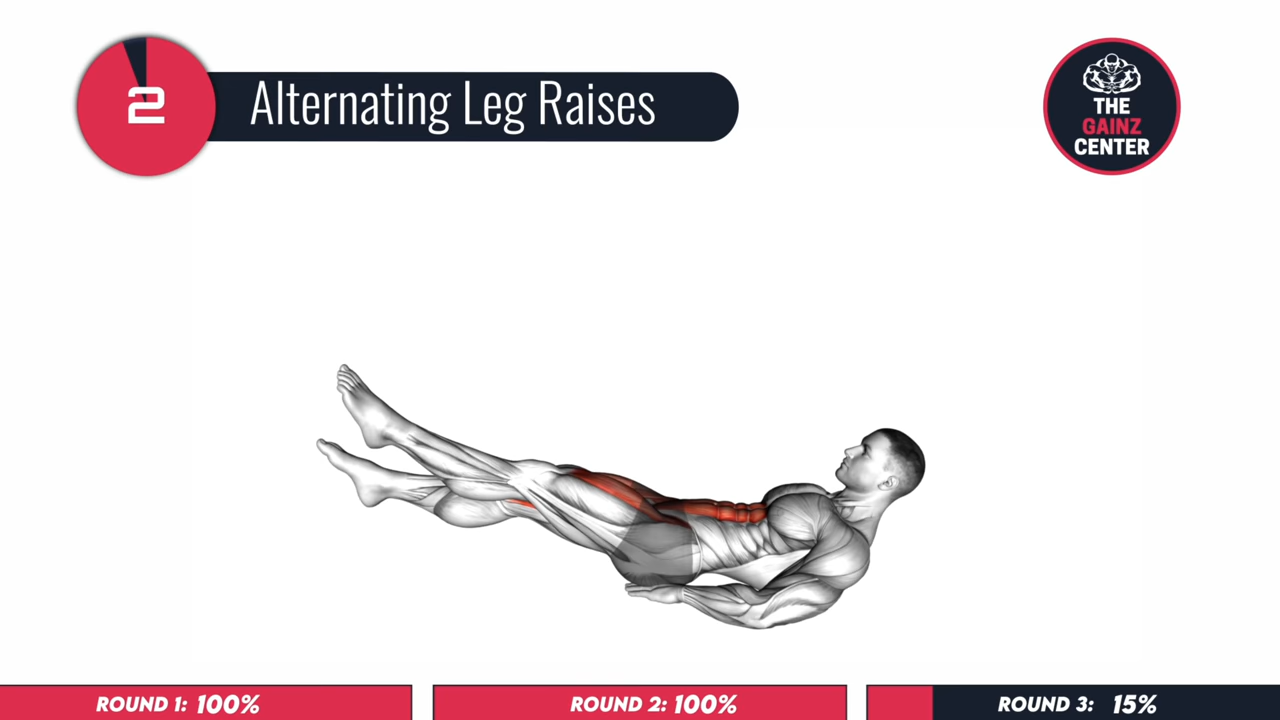 2
Alternating Leg Raises
THE
GAINZ
CENTER
ROUND 1: 100%
ROUND 2: 100%
ROUND 3: 15%